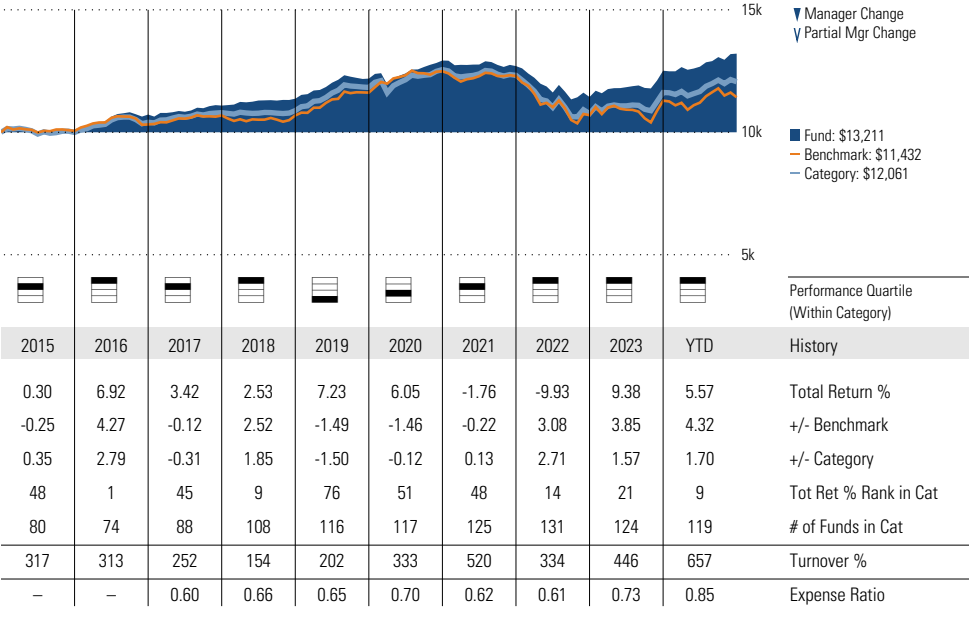 15k
Manager Change
Partial Mgr Change
10k
Fund: $13,211
Benchmark: $11,432
Category: $12,061
5k
Performance Quartile
(Within Category)
2015 2016 2017 2018 2019 2020 2021 2022 2023 YTD History
0.30 6.92 3.42 2.53 7.23 6.05 -1.76 -9.93 9.38 5.57 Total Return %
-0.25 4.27 -0.12 2.52 -1.49 -1.46 -0.22 3.08 3.85 4.32 +/- Benchmark
0.35 2.79 -0.31 1.85 -1.50 -0.12 0.13 2.71 1.57 1.70 +/- Category
48 1 45 9 76 51 48 14 21 9 Tot Ret % Rank in Cat
80 74 88 108 116 117 125 131 124 119 # of Funds in Cat
317 313 252 154 202 333 520 334 446 657 Turnover %
– – 0.60 0.66 0.65 0.70 0.62 0.61 0.73 0.85 Expense Ratio